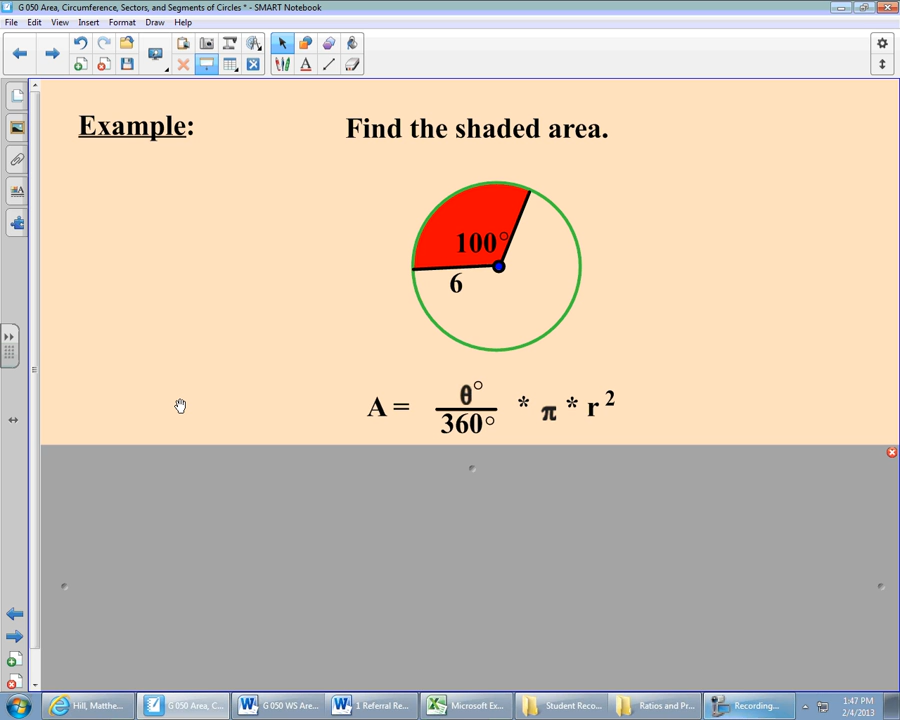 G 050 Area, Circumference, Sectors, and Segments of Circles * - SMART Notebook
File Edit View Insert Format Draw Help
Example:
Find the shaded area.
100°
6
A = θ° / 360° * π * r²
Hill, Matthe... G 050 Area, C... G 050 WS Are... 1 Referral Re... Microsoft Ex... Student Reco... Ratios and Pr... Recording... 1:47 PM
2/4/2013